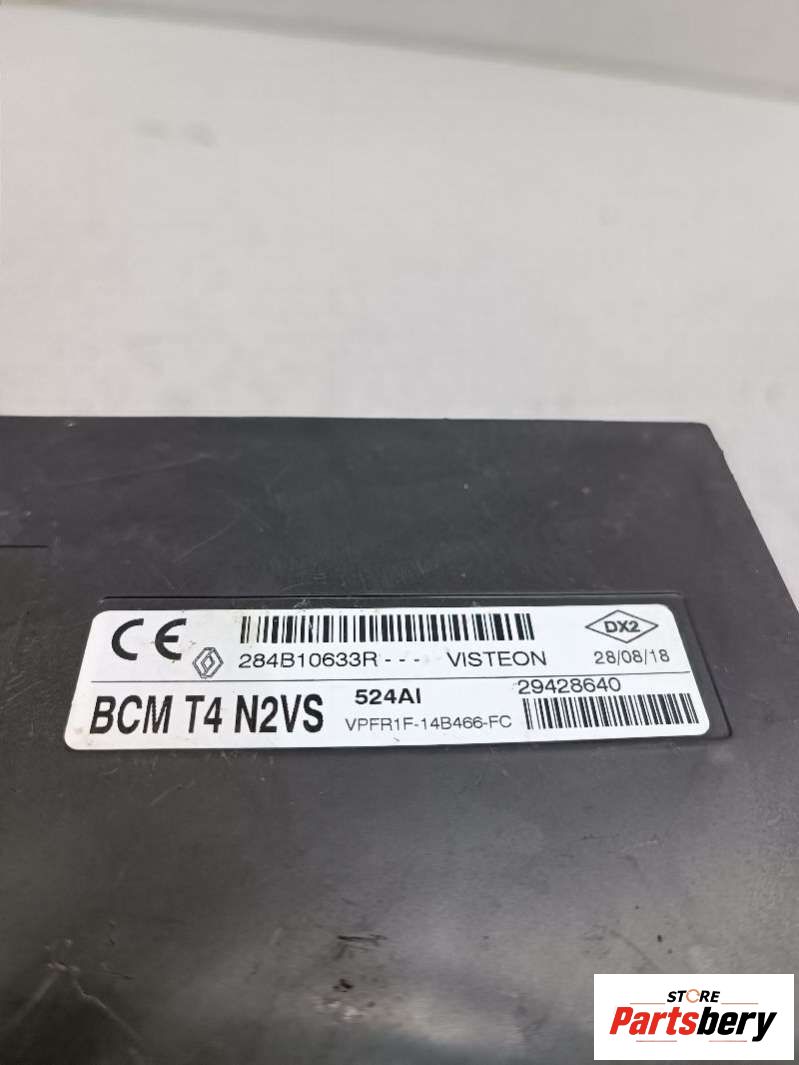 CE
284B10633R--- VISTEON
DX2
28/08/18
BCM T4 N2VS
524AI
29428640
VPFR1F-14B466-FC
STORE
Partsbery